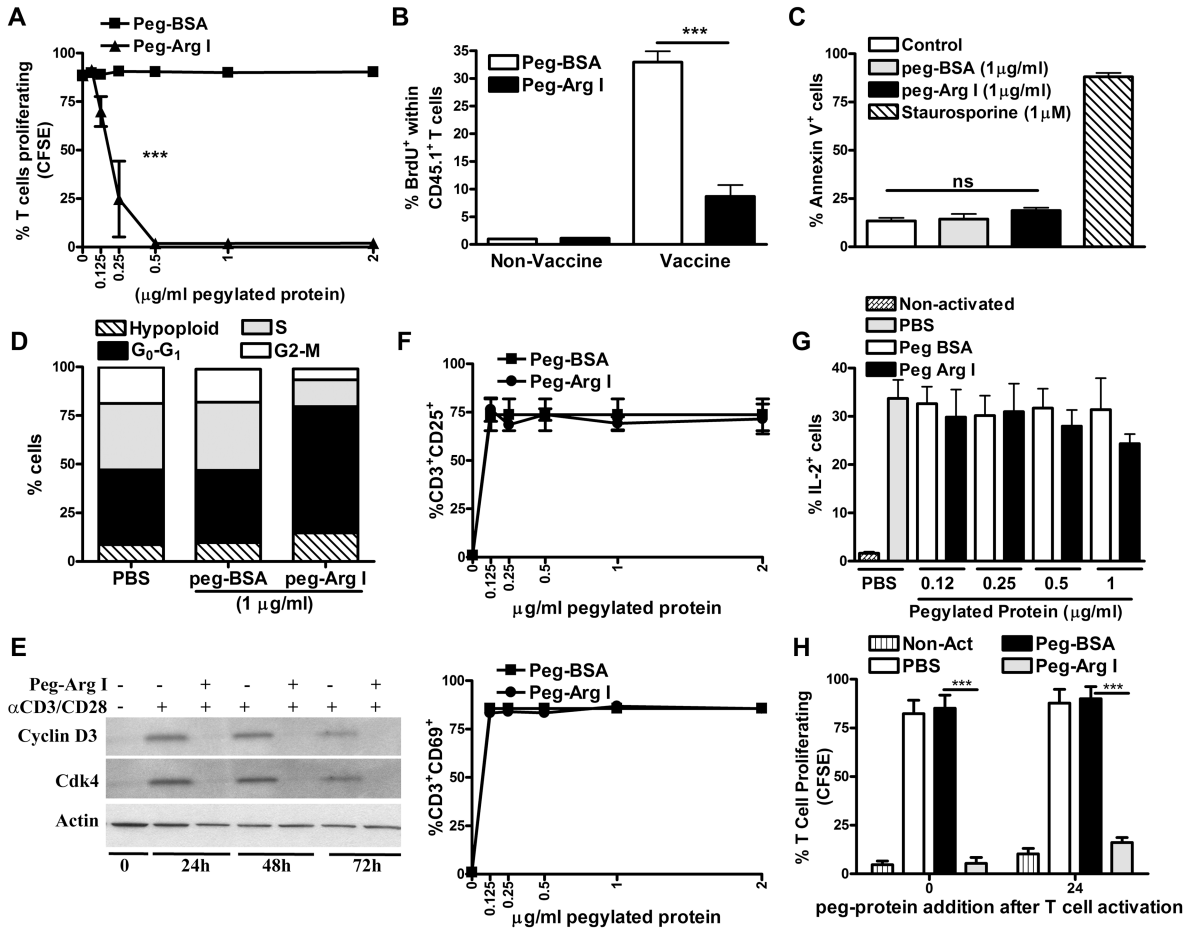 A
Peg-BSA
Peg-Arg I
100
75
50
25
0
% T cells proliferating
(CFSE)
***
0
0.125
0.25
0.5
1
2
(μg/ml pegylated protein)
B
Peg-BSA
Peg-Arg I
***
35
30
25
20
15
10
5
0
% BrdU+ within
CD45.1+ T cells
Non-Vaccine
Vaccine
C
Control
peg-BSA (1μg/ml)
peg-Arg I (1μg/ml)
Staurosporine (1μM)
100
75
50
25
0
% Annexin V+ cells
ns
D
Hypoploid
S
G0-G1
G2-M
100
75
50
25
0
% cells
PBS
peg-BSA
peg-Arg I
(1 μg/ml)
E
Peg-Arg I - - + - + - +
αCD3/CD28 - + + + + + +
Cyclin D3
Cdk4
Actin
0
24h
48h
72h
F
Peg-BSA
Peg-Arg I
100
75
50
25
0
%CD3+CD25+
0
0.125
0.25
0.5
1
2
μg/ml pegylated protein
Peg-BSA
Peg-Arg I
100
75
50
25
0
%CD3+CD69+
0
0.125
0.25
0.5
1
2
μg/ml pegylated protein
G
Non-activated
PBS
Peg BSA
Peg Arg I
40
30
20
10
0
% IL-2+ cells
PBS
0.12
0.25
0.5
1
Pegylated Protein (μg/ml)
H
Non-Act
Peg-BSA
PBS
Peg-Arg I
100
75
50
25
0
% T Cell Proliferating
(CFSE)
***
***
0
24
peg-protein addition after T cell activation